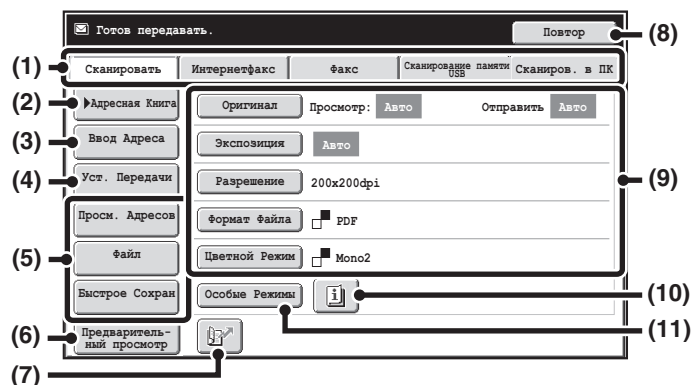 Готов передавать.
Повтор
(8)
(1)
Сканировать
Интернетфакс
Факс
Сканирование памяти
USB
Сканиров. в ПК
(2)
Адресная Книга
Оригинал
Просмотр:
Авто
Отправить
Авто
(3)
Ввод Адреса
Экспозиция
Авто
(4)
Уст. Передачи
Разрешение
200x200dpi
(9)
Просм. Адресов
Формат Файла
PDF
(5)
Файл
Цветной Режим
Mono2
Быстрое Сохран
Особые Режимы
(10)
(11)
(6)
Предваритель-
ный просмотр
(7)